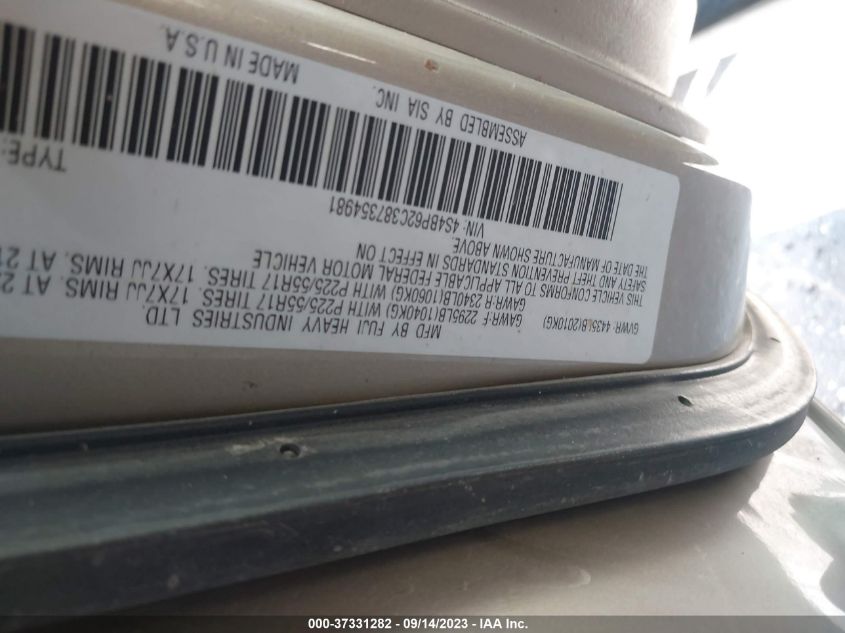 MFD BY FUJI HEAVY INDUSTRIES LTD
GVWR: 4435LB(2010KG)
GAWR-F: 2295LB(1040KG) WITH P225/55R17 TIRES. 17X7JJ RIMS. AT
GAWR-R: 2340LB(1060KG) WITH P225/55R17 TIRES. 17X7JJ RIMS. AT
THIS VEHICLE CONFORMS TO ALL APPLICABLE FEDERAL MOTOR VEHICLE
SAFETY AND THEFT PREVENTION STANDARDS IN EFFECT ON
THE DATE OF MANUFACTURE SHOWN ABOVE.
VIN: 4S4BP62C387354981
TYPE:
ASSEMBLED BY SIA INC.
MADE IN U.S.A
000-37331282 - 09/14/2023 - IAA Inc.